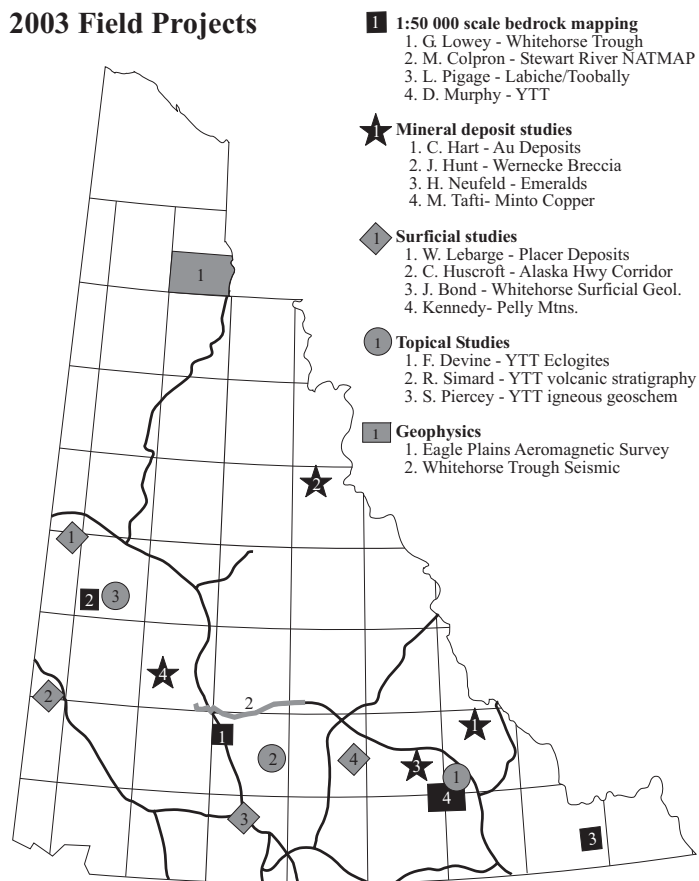 2003 Field Projects
1 1:50 000 scale bedrock mapping
1. G. Lowey - Whitehorse Trough
2. M. Colpron - Stewart River NATMAP
3. L. Pigage - Labiche/Toobally
4. D. Murphy - YTT
1 Mineral deposit studies
1. C. Hart - Au Deposits
2. J. Hunt - Wernecke Breccia
3. H. Neufeld - Emeralds
4. M. Tafti- Minto Copper
1 Surficial studies
1. W. Lebarge - Placer Deposits
2. C. Huscroft - Alaska Hwy Corridor
3. J. Bond - Whitehorse Surficial Geol.
4. Kennedy- Pelly Mtns.
1 Topical Studies
1. F. Devine - YTT Eclogites
2. R. Simard - YTT volcanic stratigraphy
3. S. Piercey - YTT igneous geoschem
1 Geophysics
1. Eagle Plains Aeromagnetic Survey
2. Whitehorse Trough Seismic
1
2
1
2
3
4
2
2
1
1
2
4
3
1
4
3
3